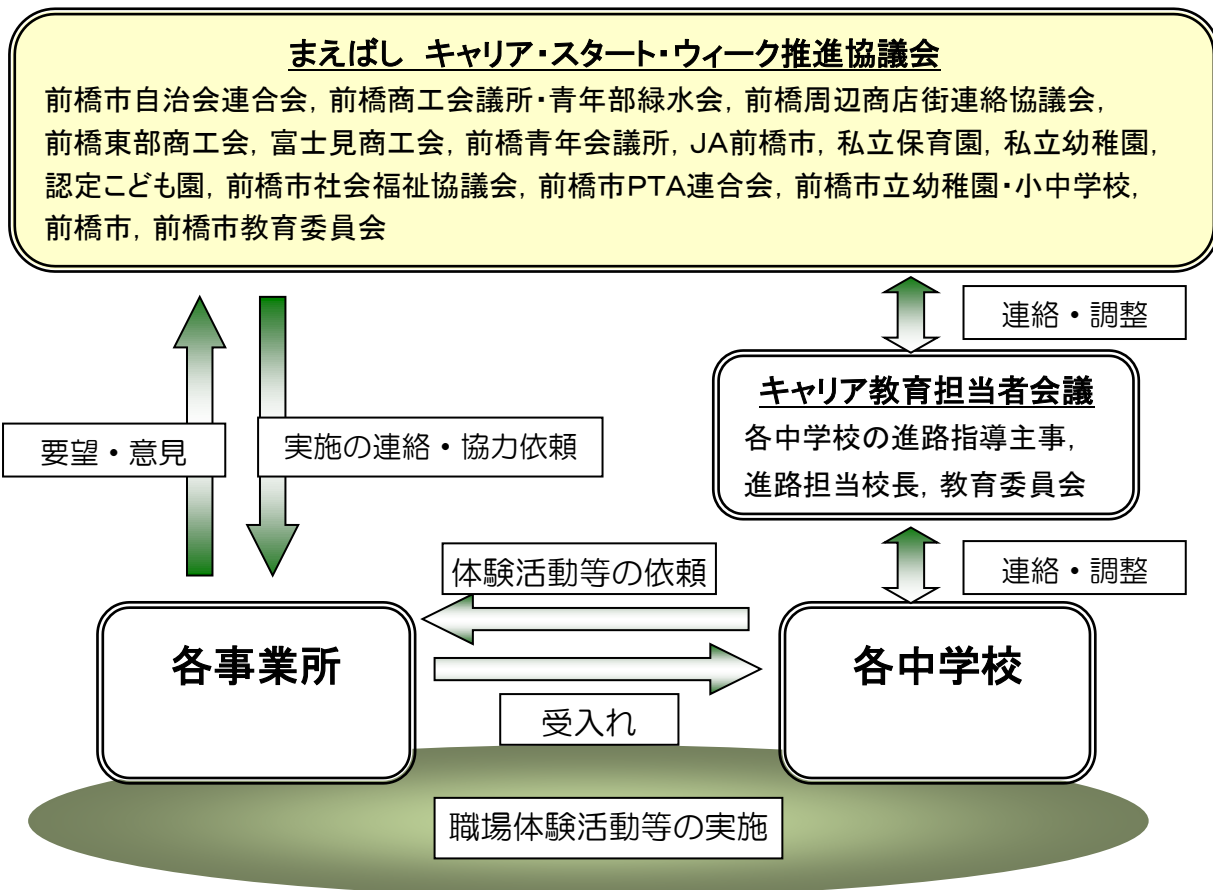 まえばし　キャリア・スタート・ウィーク推進協議会
前橋市自治会連合会，前橋商工会議所・青年部緑水会，前橋周辺商店街連絡協議会，
前橋東部商工会，富士見商工会，前橋青年会議所，JA前橋市，私立保育園，私立幼稚園，
認定こども園，前橋市社会福祉協議会，前橋市PTA連合会，前橋市立幼稚園・小中学校，
前橋市，前橋市教育委員会
連絡・調整
キャリア教育担当者会議
各中学校の進路指導主事，
進路担当校長，教育委員会
要望・意見
実施の連絡・協力依頼
連絡・調整
体験活動等の依頼
各事業所
各中学校
受入れ
職場体験活動等の実施